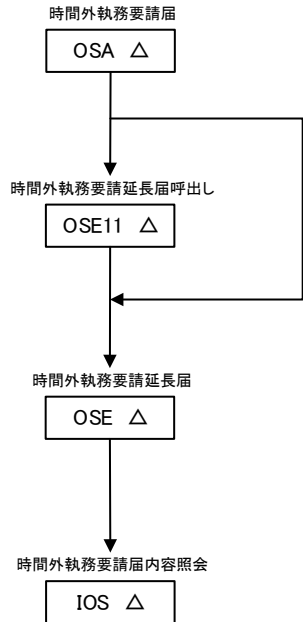 時間外執務要請届
OSA △
時間外執務要請延長届呼出し
OSE11 △
時間外執務要請延長届
OSE △
時間外執務要請届内容照会
IOS △